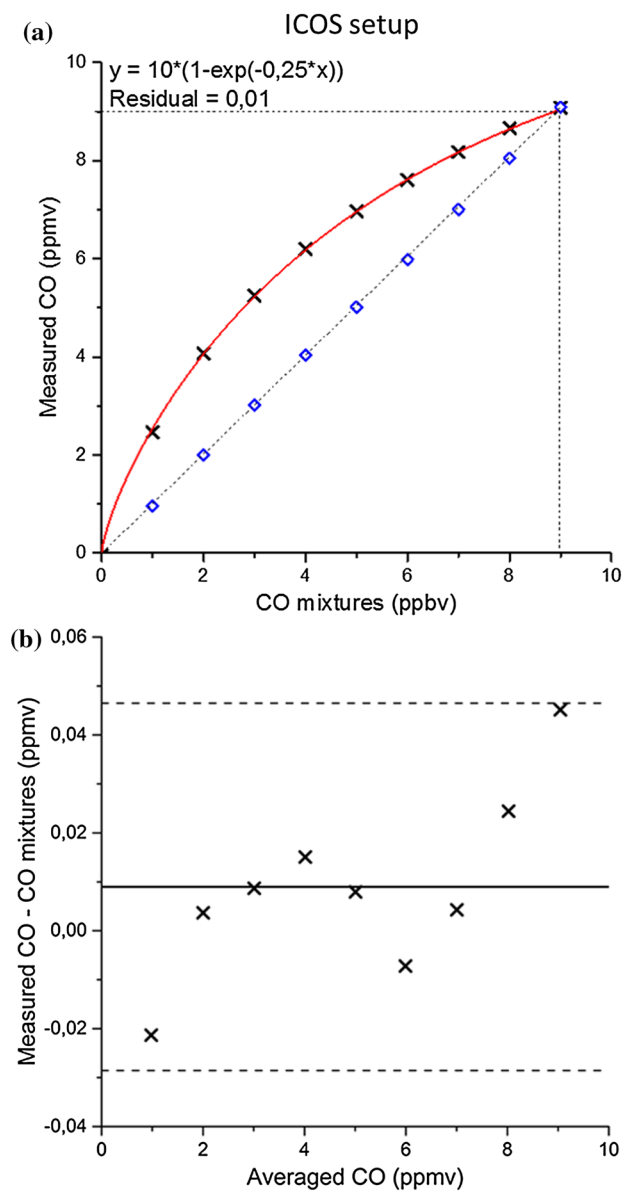 ICOS setup
(a)
y = 10*(1-exp(-0,25*x))
Residual = 0,01
10
8
6
4
2
0
Measured CO (ppmv)
0 2 4 6 8 10
CO mixtures (ppbv)
(b)
0,06
0,04
0,02
0,00
-0,02
-0,04
Measured CO - CO mixtures (ppmv)
0 2 4 6 8 10
Averaged CO (ppmv)